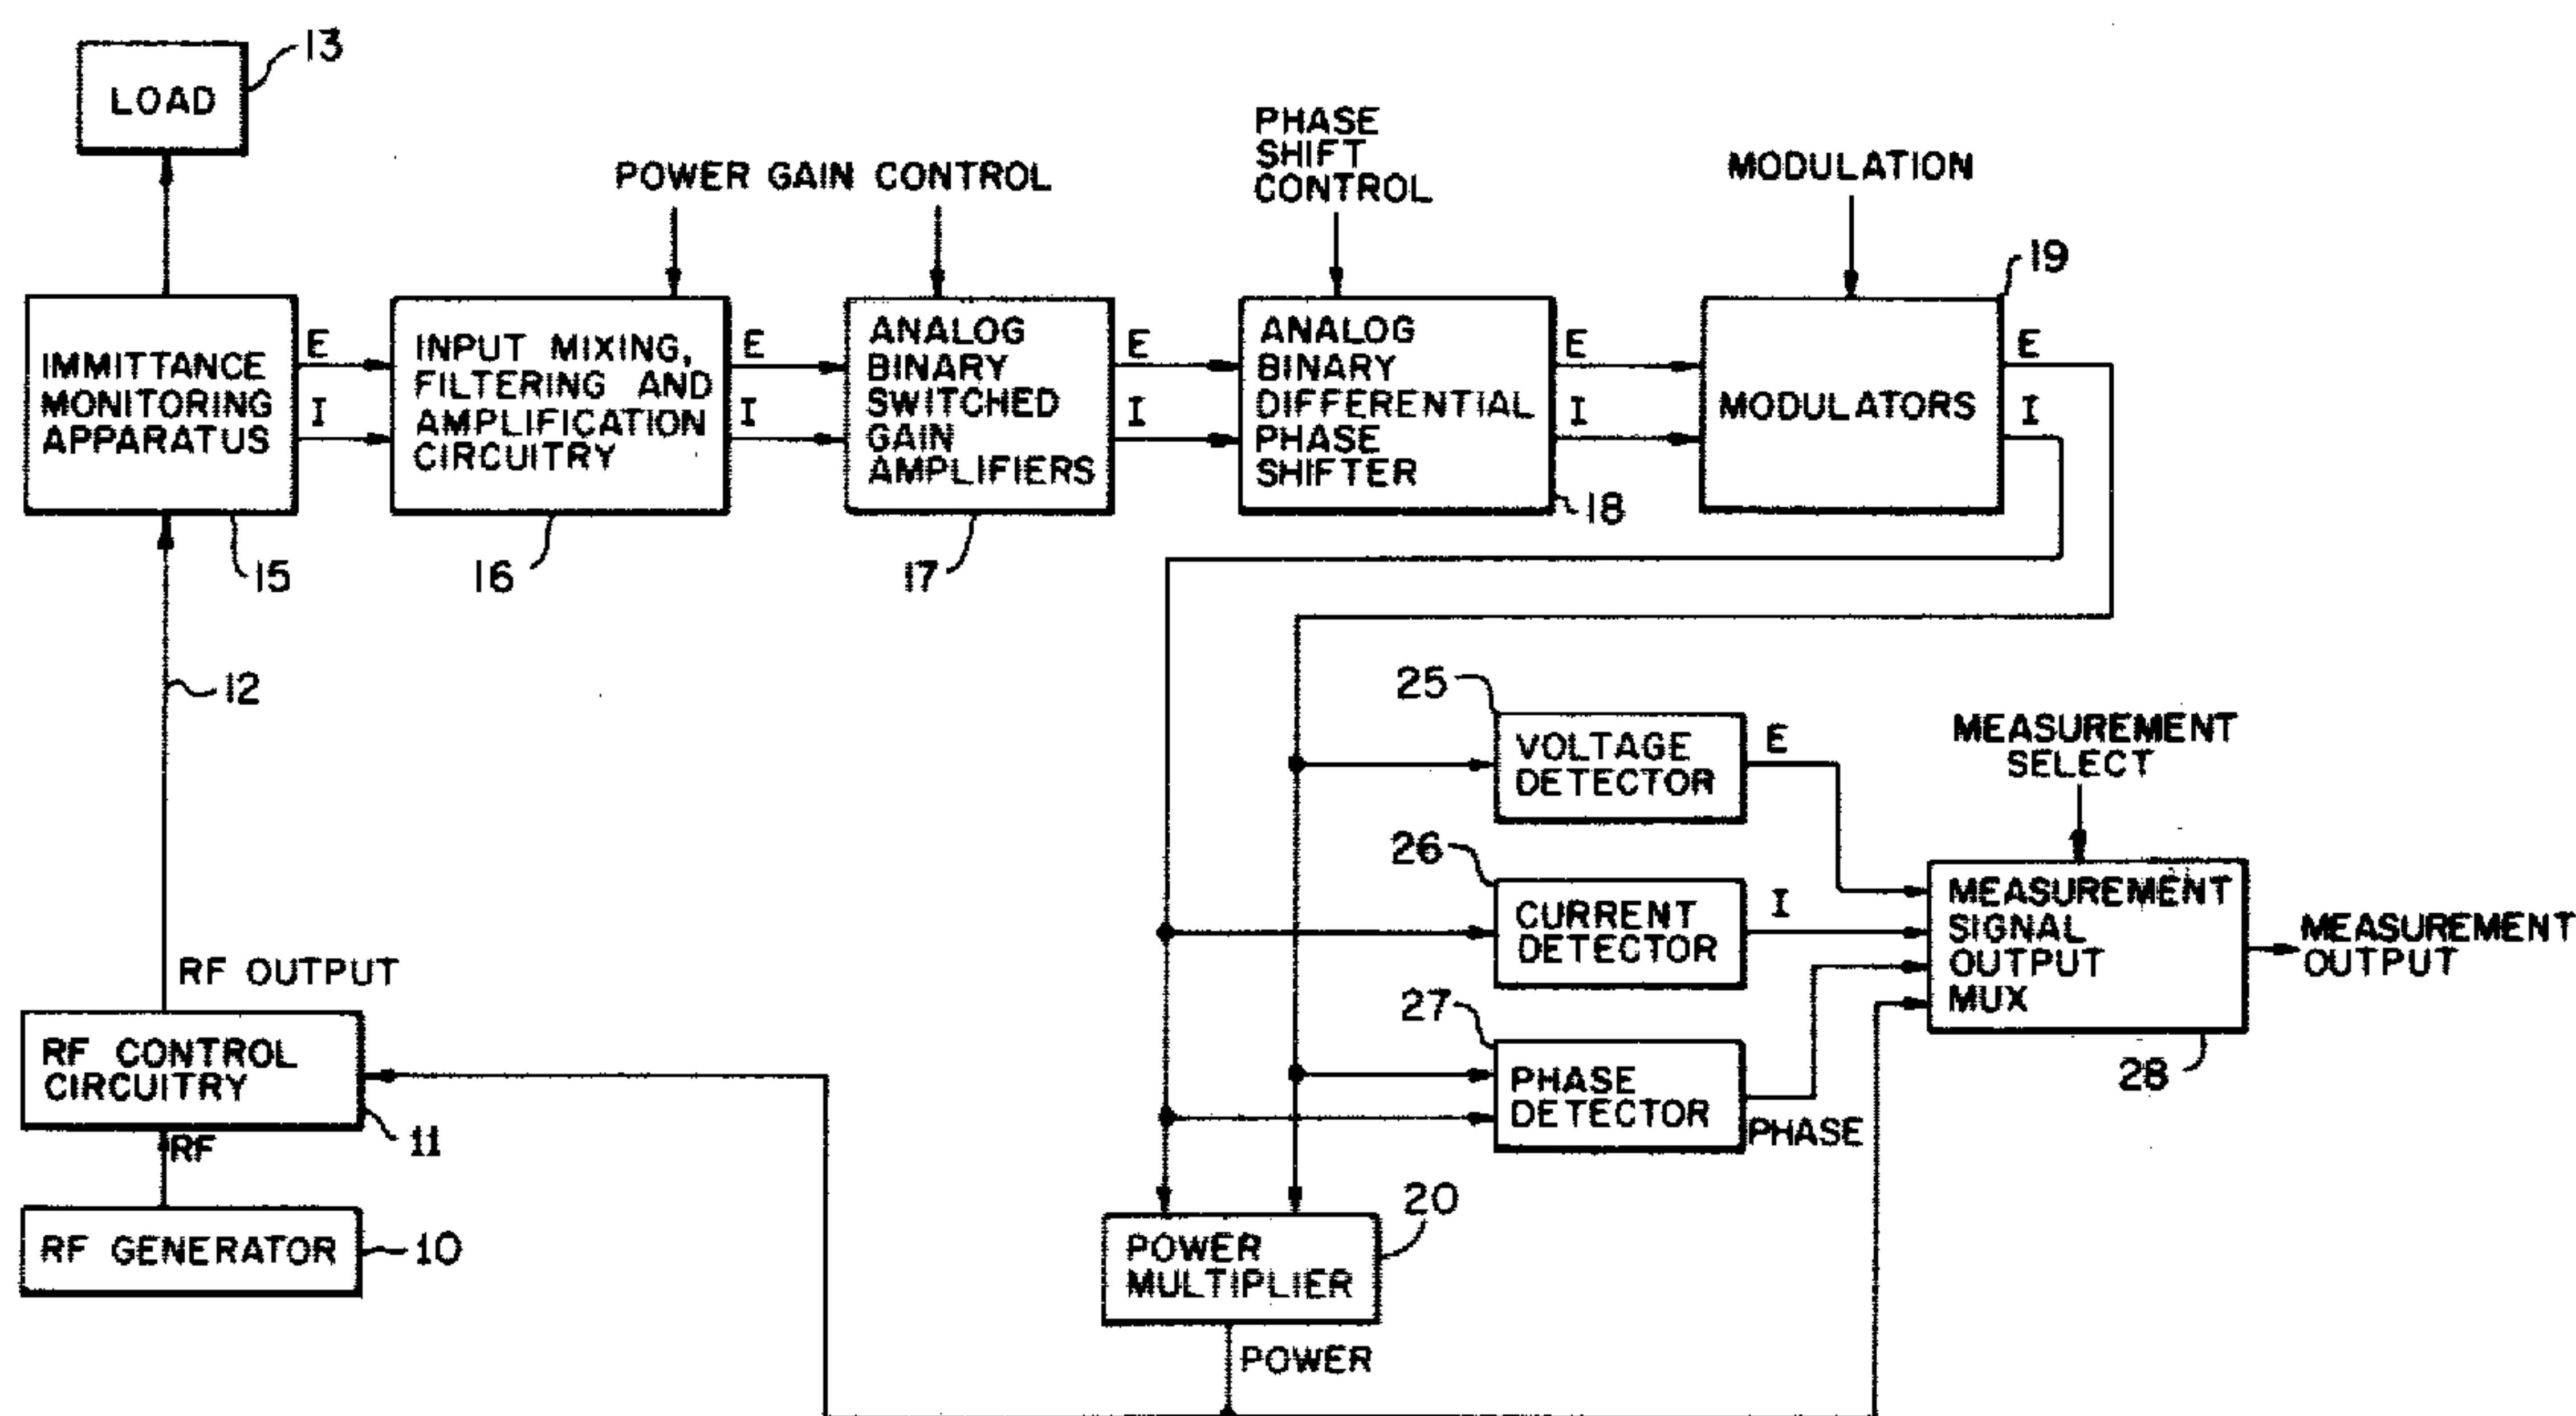 13
LOAD
POWER GAIN CONTROL
PHASE
SHIFT
CONTROL
MODULATION
19
IMMITTANCE
MONITORING
APPARATUS
E
I
INPUT MIXING,
FILTERING AND
AMPLIFICATION
CIRCUITRY
E
I
ANALOG
BINARY
SWITCHED
GAIN
AMPLIFIERS
E
I
ANALOG
BINARY
DIFFERENTIAL
PHASE
SHIFTER
E
I
MODULATORS
E
I
15
16
17
18
12
25
VOLTAGE
DETECTOR
E
MEASUREMENT
SELECT
26
CURRENT
DETECTOR
I
MEASUREMENT
SIGNAL
OUTPUT
MUX
MEASUREMENT
OUTPUT
28
27
PHASE
DETECTOR
PHASE
RF OUTPUT
RF CONTROL
CIRCUITRY
11
RF
RF GENERATOR
10
20
POWER
MULTIPLIER
POWER